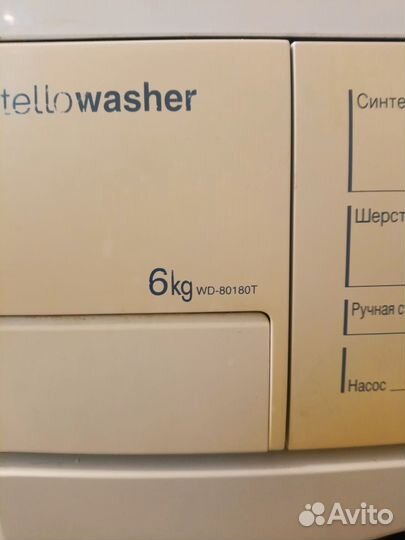 tellowasher
6kg WD-80180T
Синте
Шерст
Ручная с
Насос
Avito